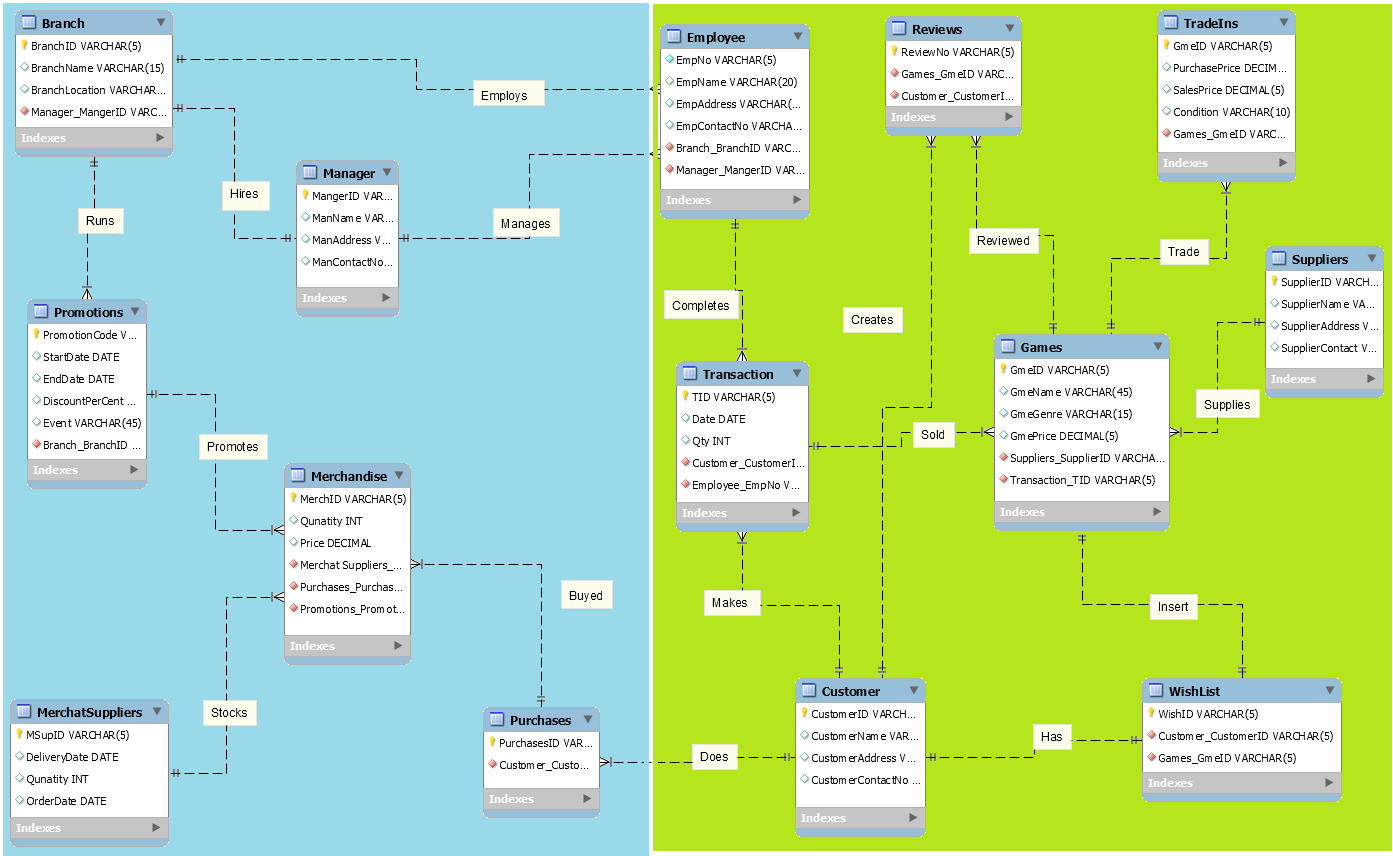 Branch
BranchID VARCHAR(5)
BranchName VARCHAR(15)
BranchLocation VARCHAR...
Manager_MangerID VARC...
Indexes
Employs
Hires
Runs
Manager
MangerID VAR...
ManName VAR...
ManAddress V...
ManContactNo...
Indexes
Manages
Promotions
PromotionCode V...
StartDate DATE
EndDate DATE
DiscountPerCent ...
Event VARCHAR(45)
Branch_BranchID ...
Indexes
Promotes
Merchandise
MerchID VARCHAR(5)
Qunatity INT
Price DECIMAL
Merchat Suppliers_...
Purchases_Purchas...
Promotions_Promot...
Indexes
Buyed
Stocks
MerchatSuppliers
MSupID VARCHAR(5)
DeliveryDate DATE
Qunatity INT
OrderDate DATE
Indexes
Purchases
PurchasesID VAR...
Customer_Custo...
Indexes
Employee
EmpNo VARCHAR(5)
EmpName VARCHAR(20)
EmpAddress VARCHAR(...
EmpContactNo VARCHA...
Branch_BranchID VARC...
Manager_MangerID VAR...
Indexes
Reviews
ReviewNo VARCHAR(5)
Games_GmeID VARC...
Customer_CustomerI...
Indexes
TradeIns
GmeID VARCHAR(5)
PurchasePrice DECIM...
SalesPrice DECIMAL(5)
Condition VARCHAR(10)
Games_GmeID VARC...
Indexes
Reviewed
Trade
Suppliers
SupplierID VARCH...
SupplierName VA...
SupplierAddress V...
SupplierContact V...
Indexes
Completes
Creates
Games
GmeID VARCHAR(5)
GmeName VARCHAR(45)
GmeGenre VARCHAR(15)
GmePrice DECIMAL(5)
Suppliers_SupplierID VARCHA...
Transaction_TID VARCHAR(5)
Indexes
Supplies
Transaction
TID VARCHAR(5)
Date DATE
Qty INT
Customer_CustomerI...
Employee_EmpNo V...
Indexes
Sold
Makes
Insert
Customer
CustomerID VARCH...
CustomerName VAR...
CustomerAddress V...
CustomerContactNo ...
Indexes
Does
Has
WishList
WishID VARCHAR(5)
Customer_CustomerID VARCHAR(5)
Games_GmeID VARCHAR(5)
Indexes